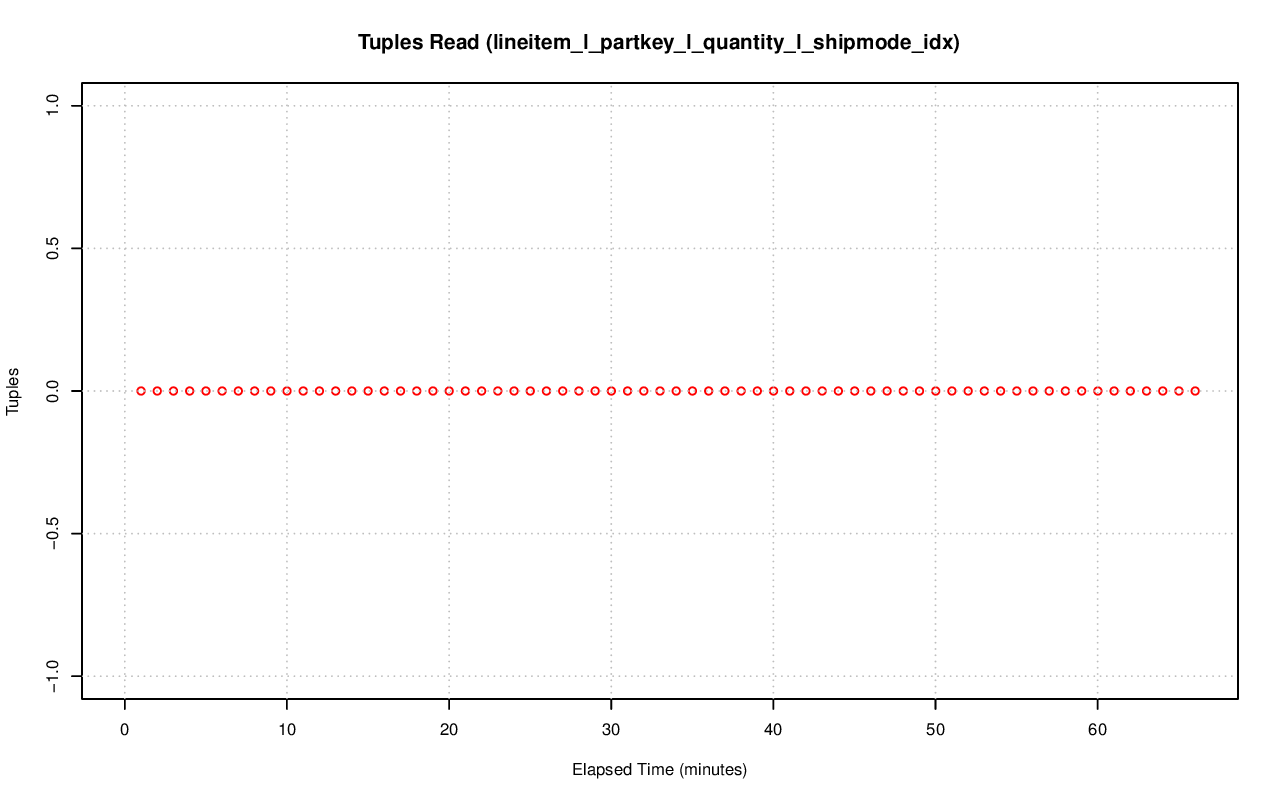 Tuples Read (lineitem_l_partkey_l_quantity_l_shipmode_idx)
1.0
0.5
0.0
−0.5
−1.0
Tuples
0 10 20 30 40 50 60
Elapsed Time (minutes)